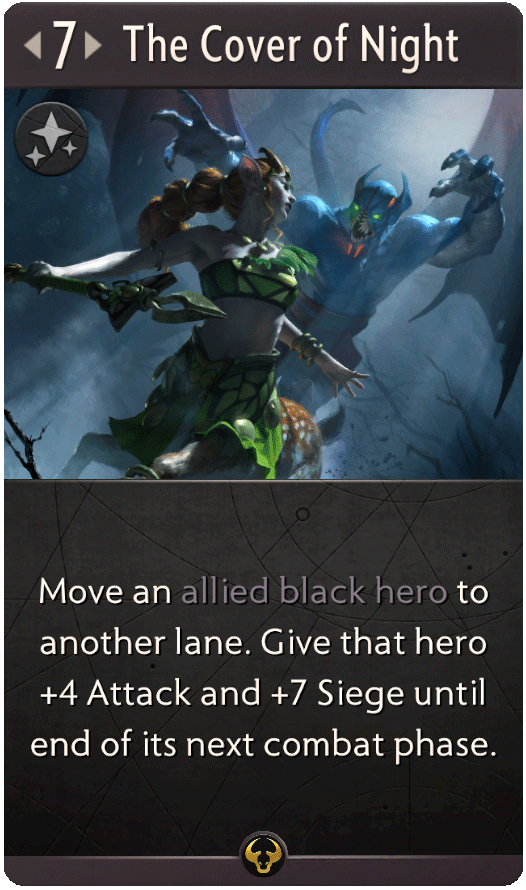 7 The Cover of Night
Move an allied black hero to
another lane. Give that hero
+4 Attack and +7 Siege until
end of its next combat phase.